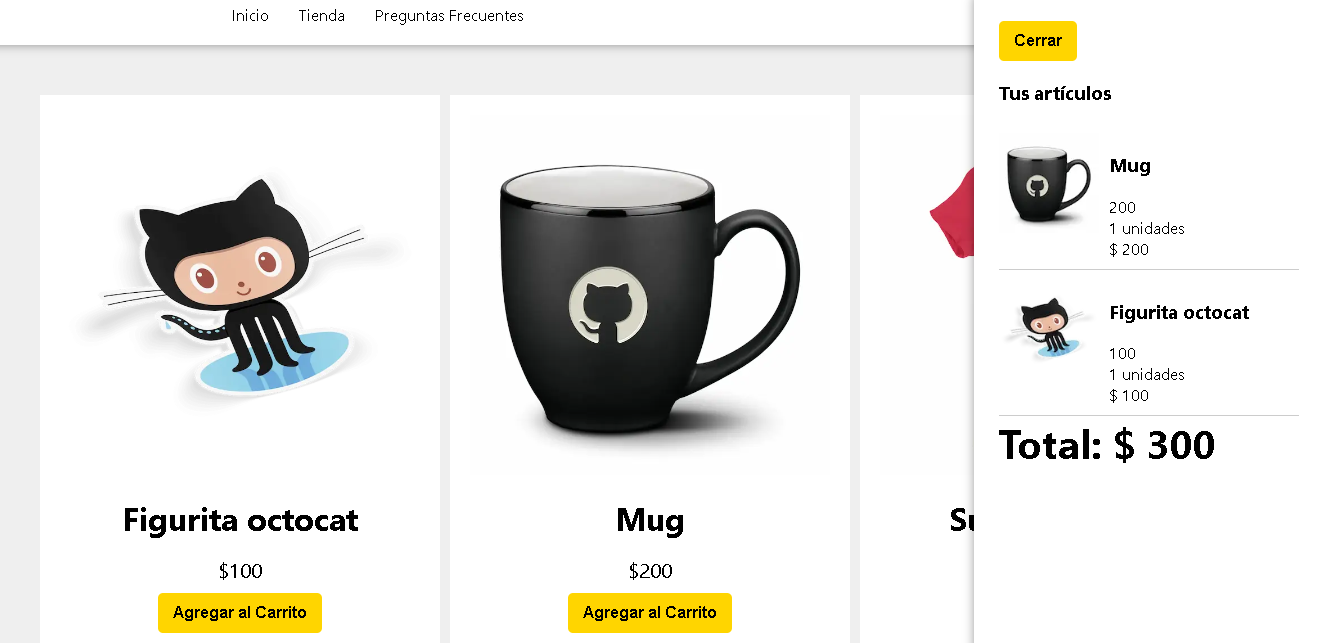 Inicio Tienda Preguntas Frecuentes
Figurita octocat
$100
Agregar al Carrito
Mug
$200
Agregar al Carrito
Cerrar
Tus artículos
Mug
200
1 unidades
$ 200
Figurita octocat
100
1 unidades
$ 100
Total: $ 300